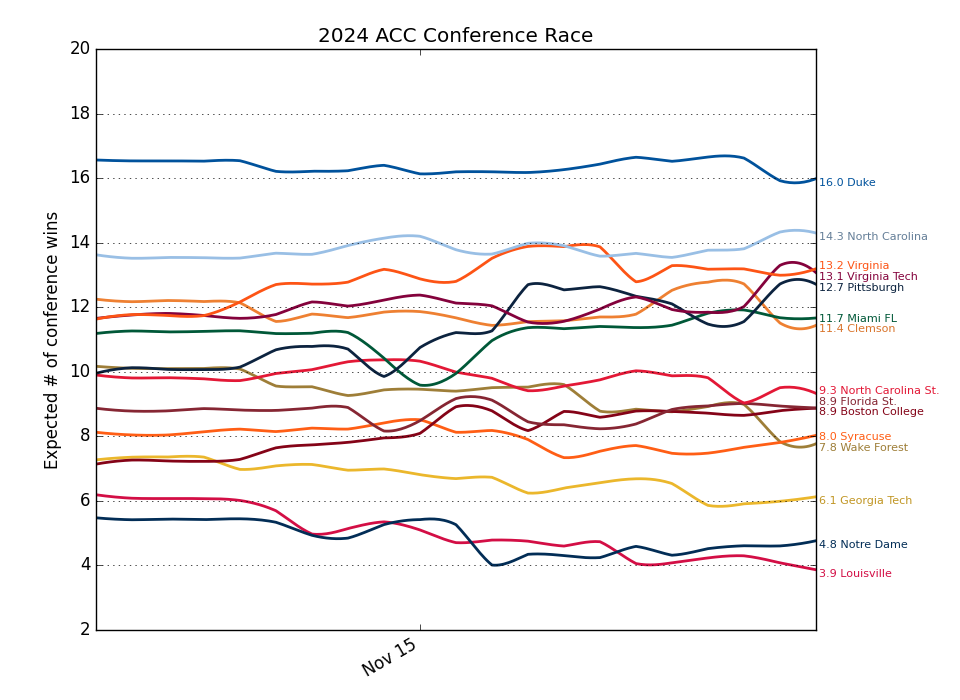 2024 ACC Conference Race
Expected # of conference wins
20
18
16
14
12
10
8
6
4
2
Nov 15
16.0 Duke
14.3 North Carolina
13.2 Virginia
13.1 Virginia Tech
12.7 Pittsburgh
11.7 Miami FL
11.4 Clemson
9.3 North Carolina St.
8.9 Florida St.
8.9 Boston College
8.0 Syracuse
7.8 Wake Forest
6.1 Georgia Tech
4.8 Notre Dame
3.9 Louisville